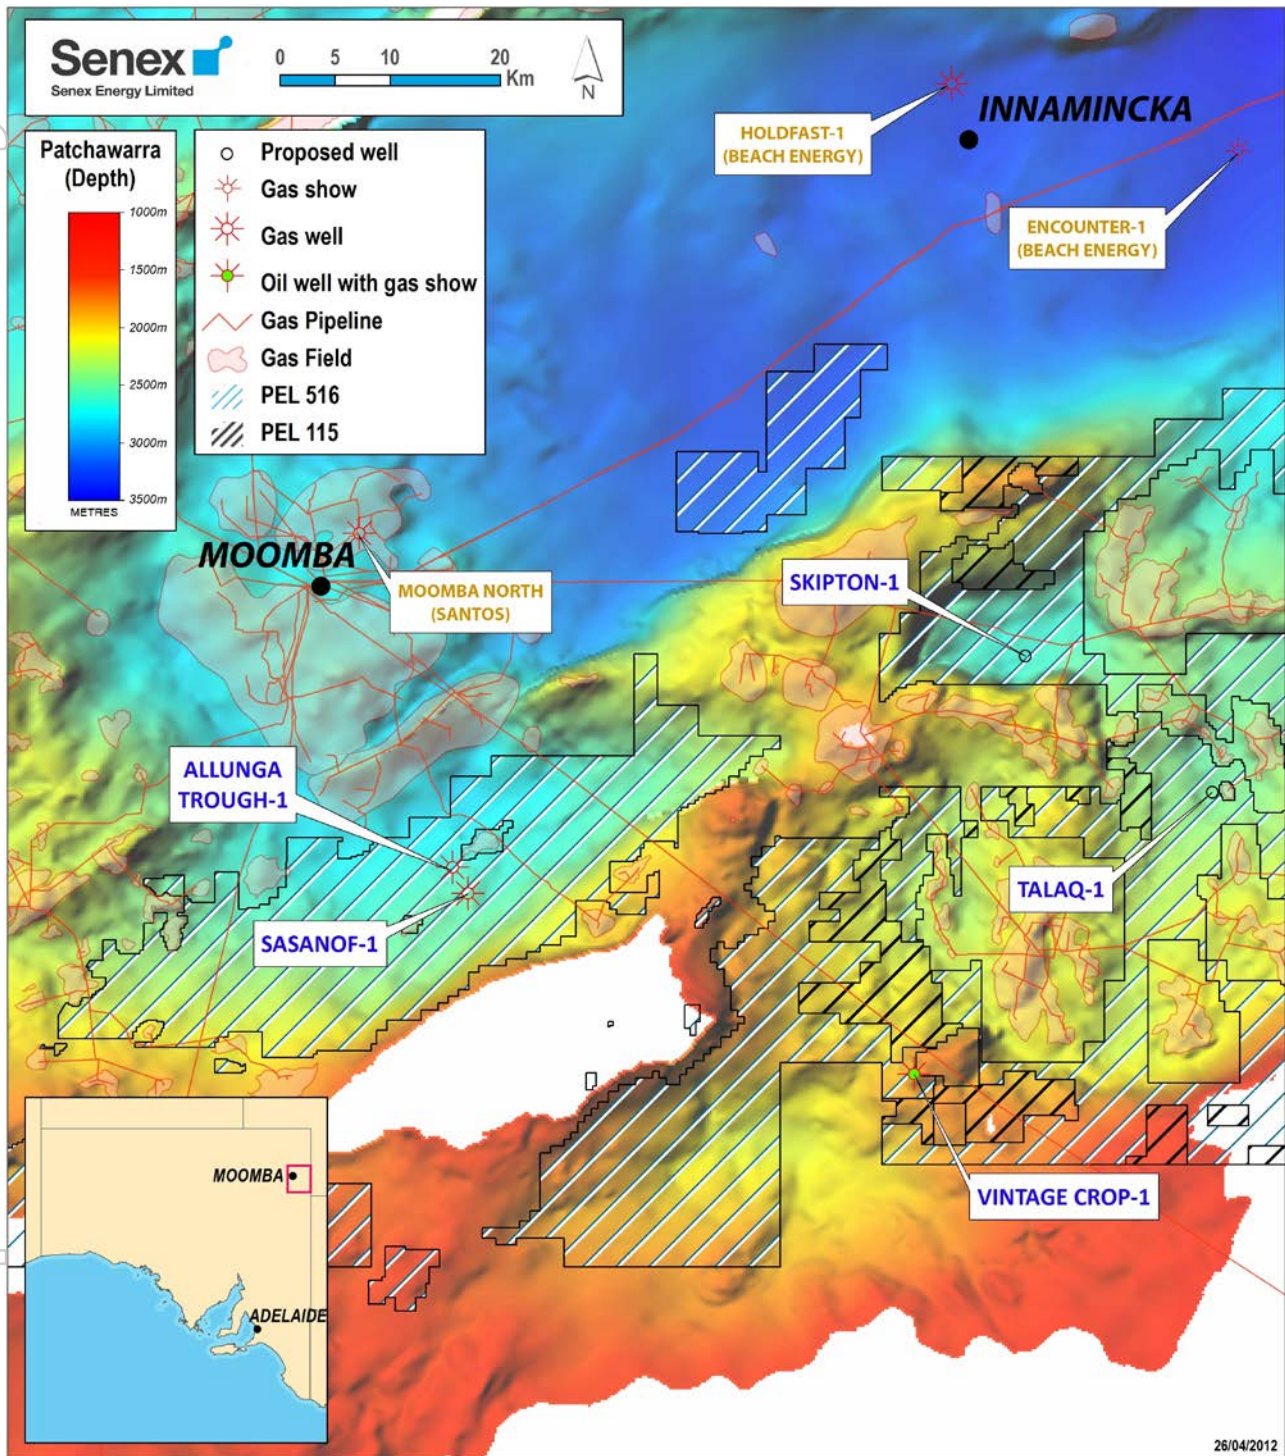 Senex
Senex Energy Limited
0 5 10 20
Km
N
Patchawarra
(Depth)
1000m
1500m
2000m
2500m
3000m
3500m
METRES
Proposed well
Gas show
Gas well
Oil well with gas show
Gas Pipeline
Gas Field
PEL 516
PEL 115
HOLDFAST-1
(BEACH ENERGY)
INNAMINCKA
ENCOUNTER-1
(BEACH ENERGY)
MOOMBA
MOOMBA NORTH
(SANTOS)
SKIPTON-1
ALLUNGA
TROUGH-1
SASANOF-1
TALAQ-1
VINTAGE CROP-1
MOOMBA
ADELAIDE
26/04/2012